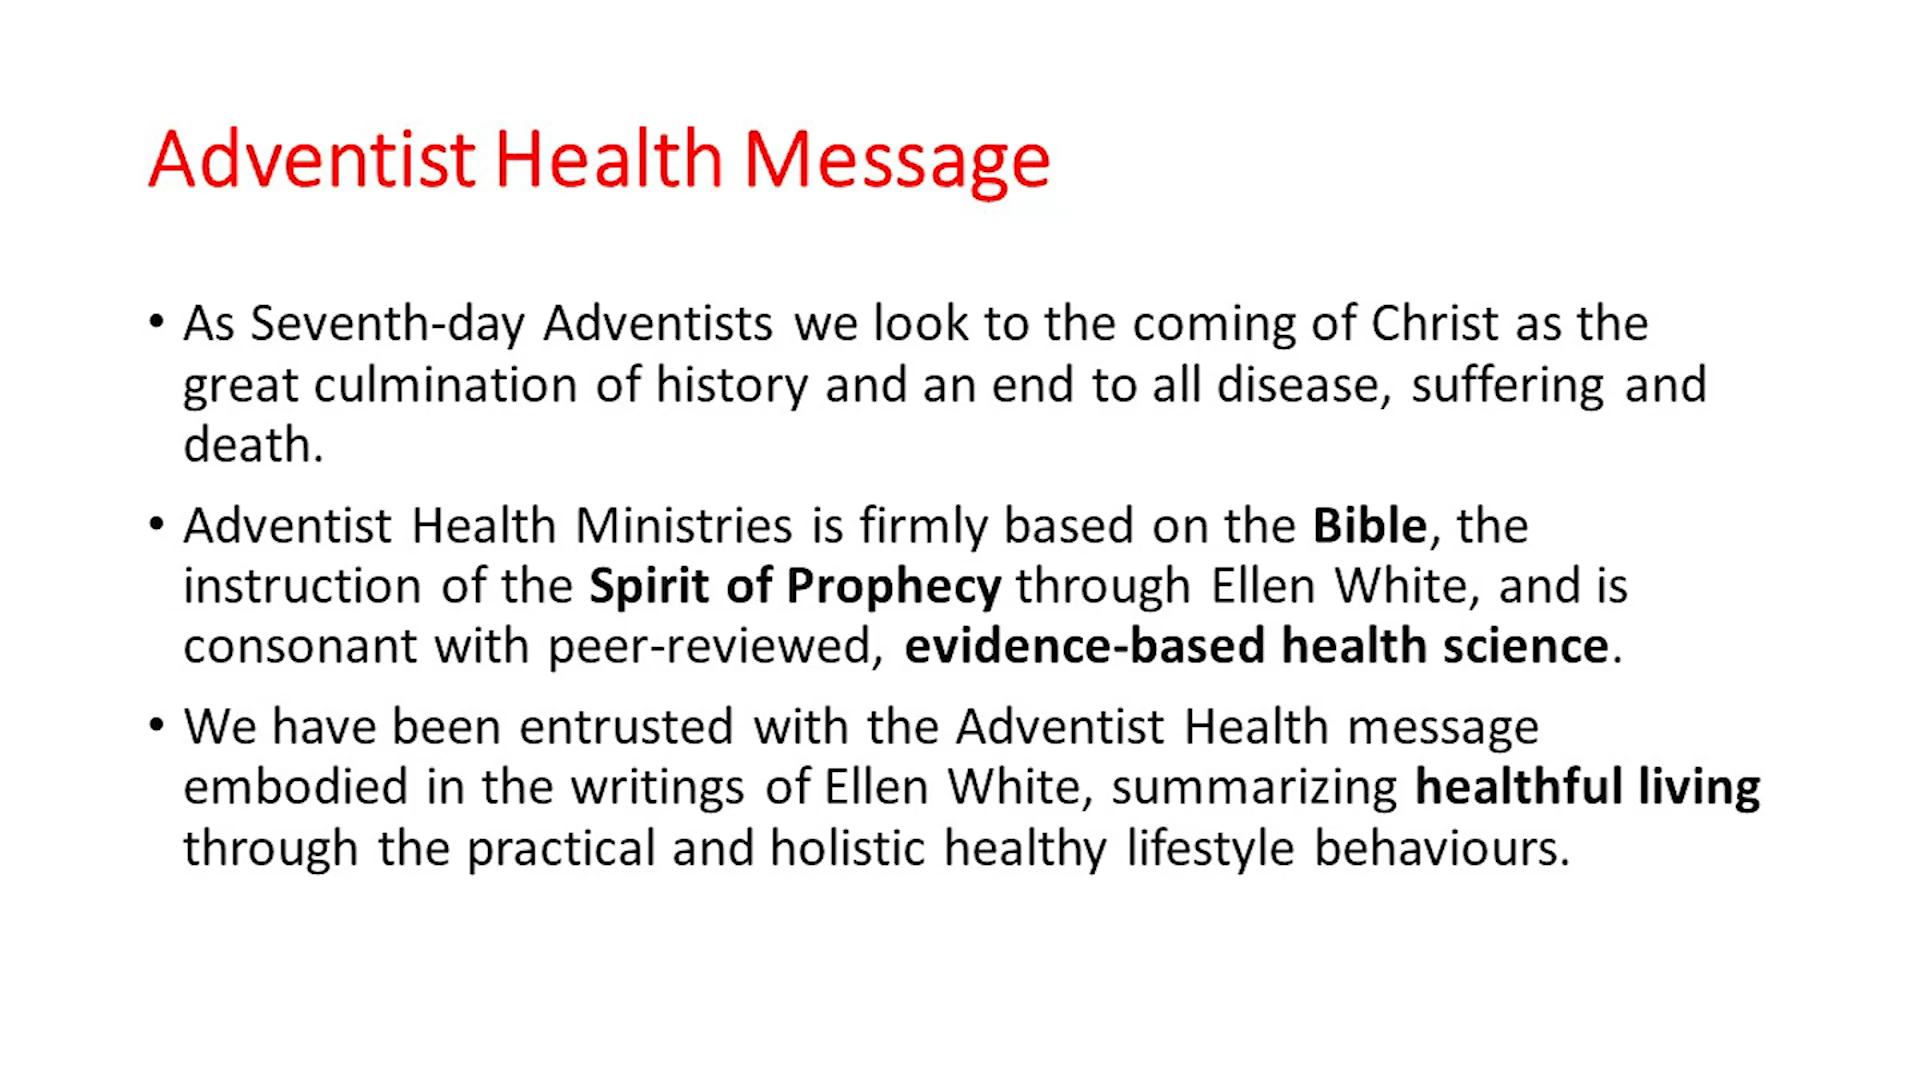 Adventist Health Message
• As Seventh-day Adventists we look to the coming of Christ as the
great culmination of history and an end to all disease, suffering and
death.
• Adventist Health Ministries is firmly based on the Bible, the
instruction of the Spirit of Prophecy through Ellen White, and is
consonant with peer-reviewed, evidence-based health science.
• We have been entrusted with the Adventist Health message
embodied in the writings of Ellen White, summarizing healthful living
through the practical and holistic healthy lifestyle behaviours.